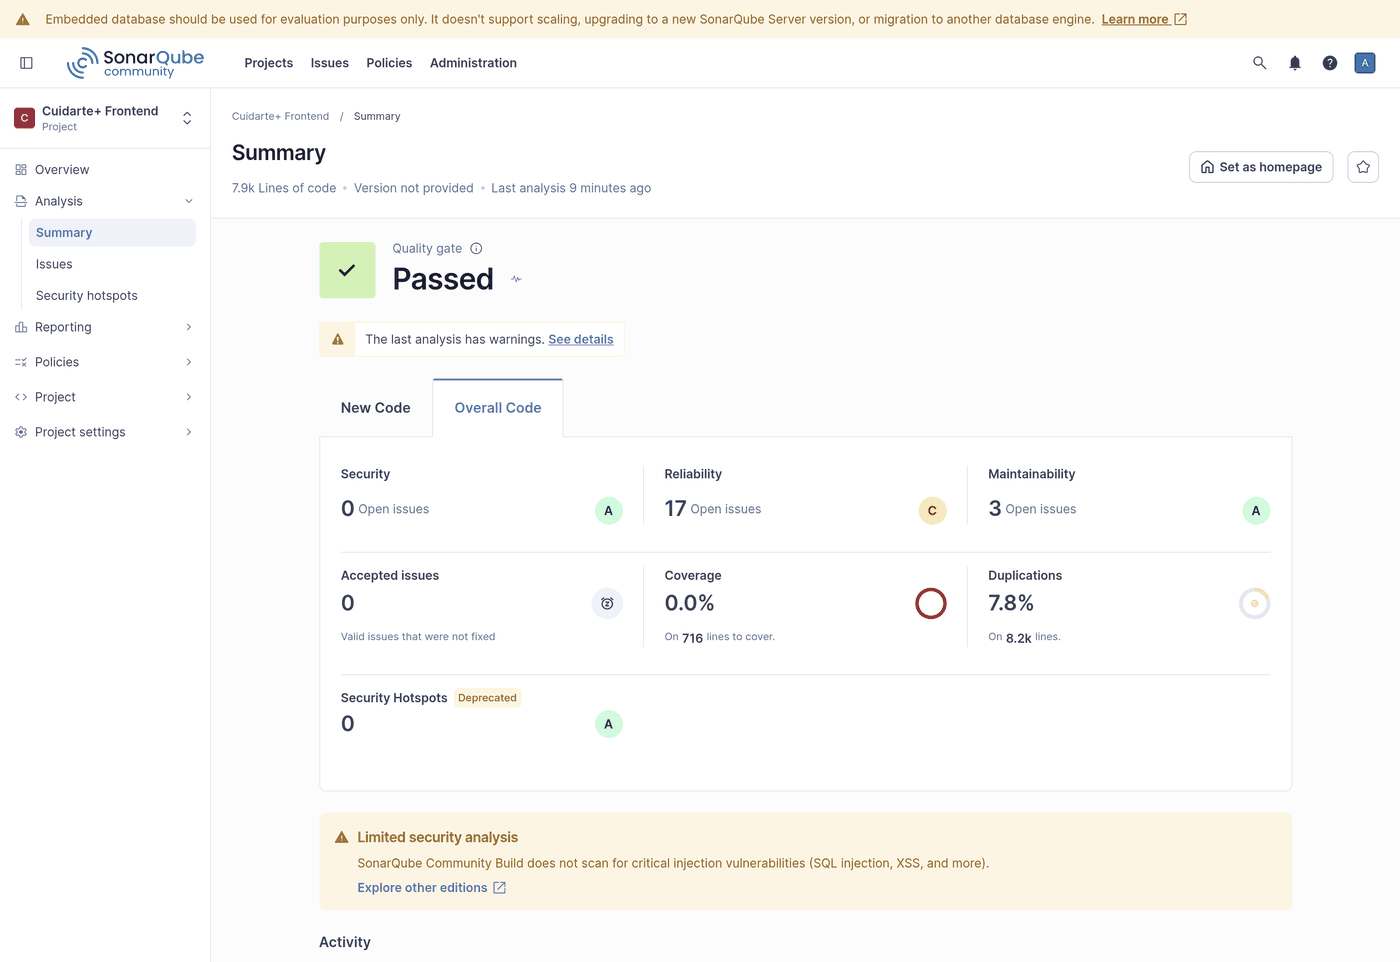 Embedded database should be used for evaluation purposes only. It doesn't support scaling, upgrading to a new SonarQube Server version, or migration to another database engine. Learn more
SonarQube
community
Projects Issues Policies Administration
A
C
Cuidarte+ Frontend
Project
Overview
Analysis
Summary
Issues
Security hotspots
Reporting
Policies
Project
Project settings
Cuidarte+ Frontend / Summary
Summary
7.9k Lines of code • Version not provided • Last analysis 9 minutes ago
Set as homepage
Quality gate
Passed
The last analysis has warnings. See details
New Code Overall Code
Security
0 Open issues A
Reliability
17 Open issues C
Maintainability
3 Open issues A
Accepted issues
0
Valid issues that were not fixed
Coverage
0.0%
On 716 lines to cover.
Duplications
7.8%
On 8.2k lines.
Security Hotspots Deprecated
0 A
Limited security analysis
SonarQube Community Build does not scan for critical injection vulnerabilities (SQL injection, XSS, and more).
Explore other editions
Activity